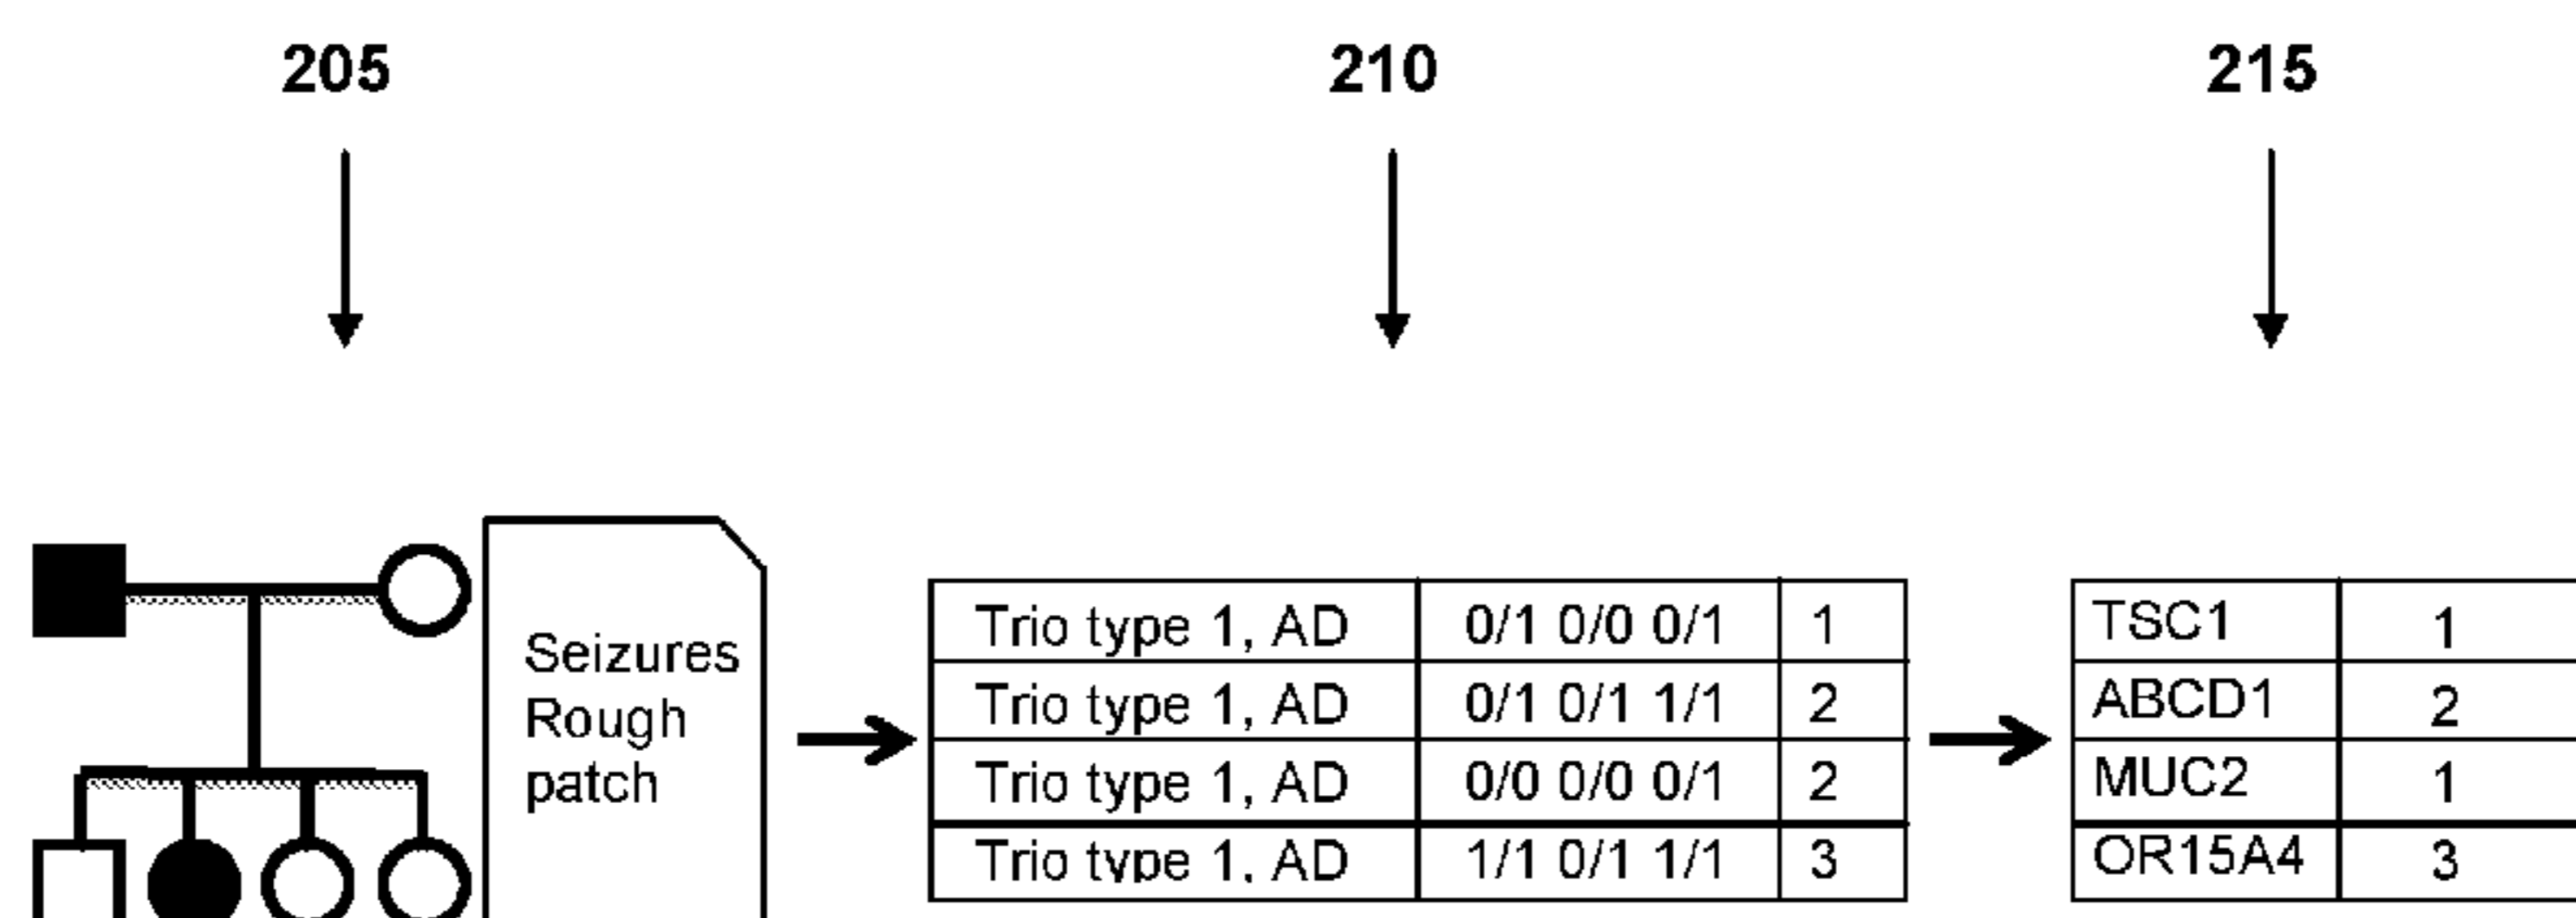 205 210 215
Seizures
Rough
patch
Trio type 1, AD 0/1 0/0 0/1 1
Trio type 1, AD 0/1 0/1 1/1 2
Trio type 1, AD 0/0 0/0 0/1 2
Trio type 1, AD 1/1 0/1 1/1 3
TSC1 1
ABCD1 2
MUC2 1
OR15A4 3